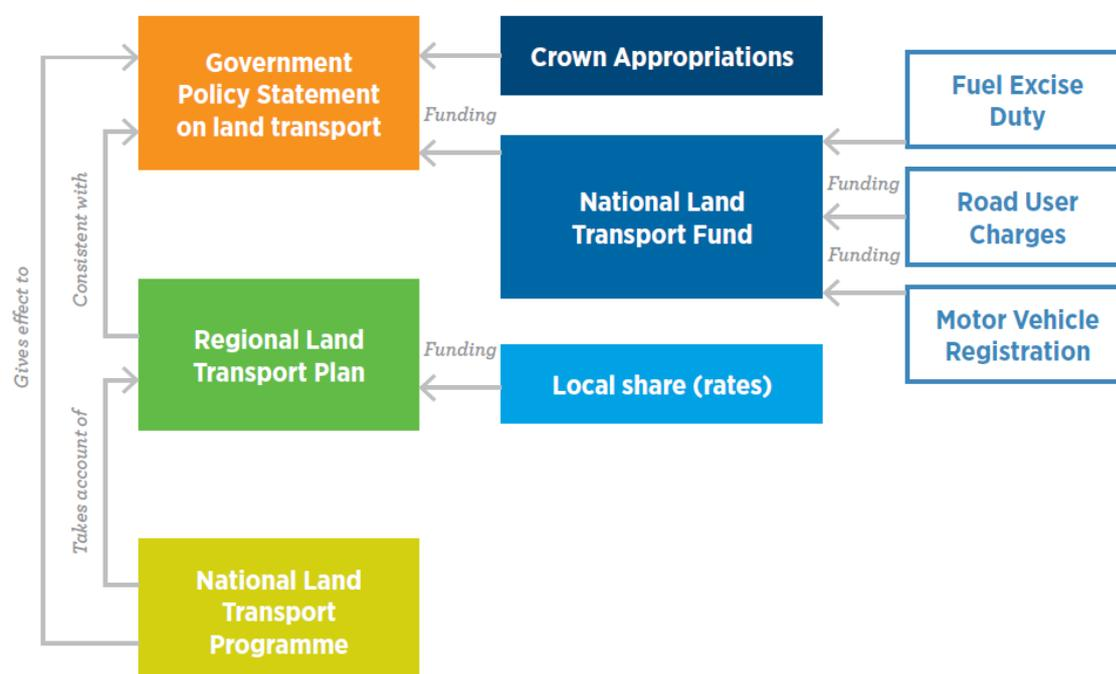 Government
Policy Statement
on land transport
Crown Appropriations
Funding
National Land
Transport Fund
Fuel Excise
Duty
Funding
Road User
Charges
Funding
Motor Vehicle
Registration
Consistent with
Gives effect to
Regional Land
Transport Plan
Funding
Local share (rates)
Takes account of
National Land
Transport
Programme